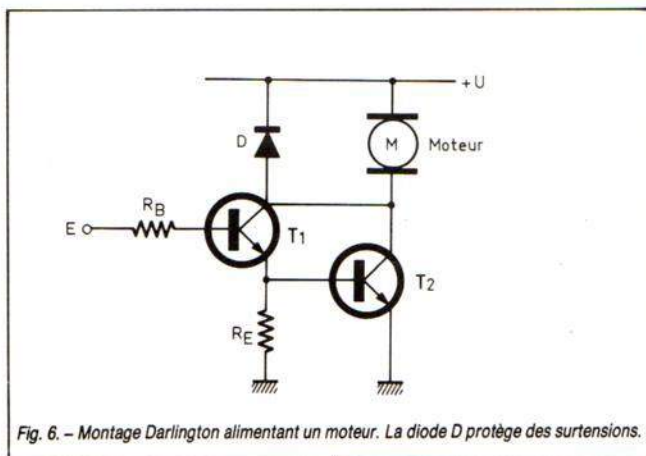 +U
D
M
Moteur
RB
E
T1
T2
RE
Fig. 6. – Montage Darlington alimentant un moteur. La diode D protège des surtensions.